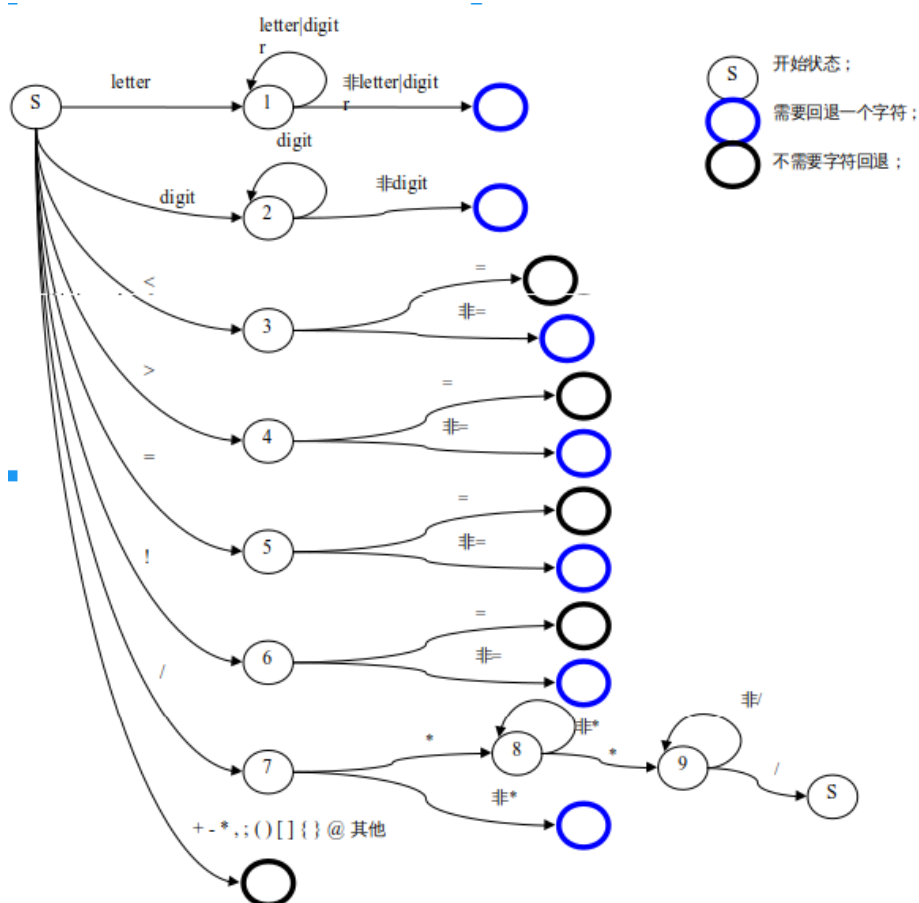 letter|digit
r
S
letter
1
非letter|digit
r
digit
digit
2
非digit
<
3
=
非=
>
4
=
非=
=
5
=
非=
!
6
=
非=
/
7
*
8
非*
*
9
非/
/
S
非*
+ - * , ; ( ) [ ] { } @ 其他
S
开始状态；
需要回退一个字符；
不需要字符回退；